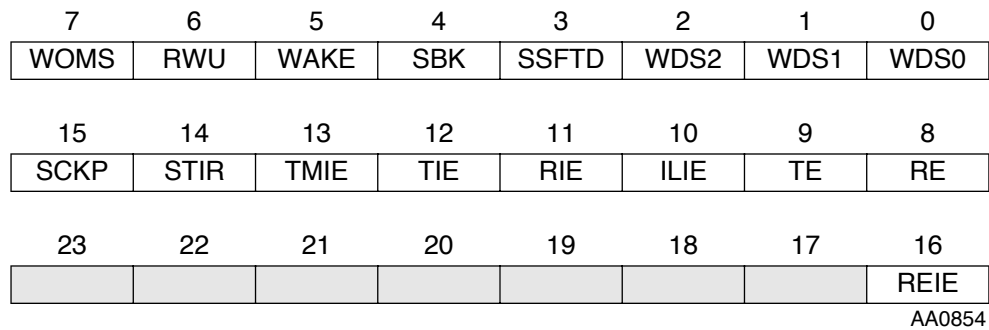 7 6 5 4 3 2 1 0
WOMS RWU WAKE SBK SSFTD WDS2 WDS1 WDS0
15 14 13 12 11 10 9 8
SCKP STIR TMIE TIE RIE ILIE TE RE
23 22 21 20 19 18 17 16
REIE
AA0854